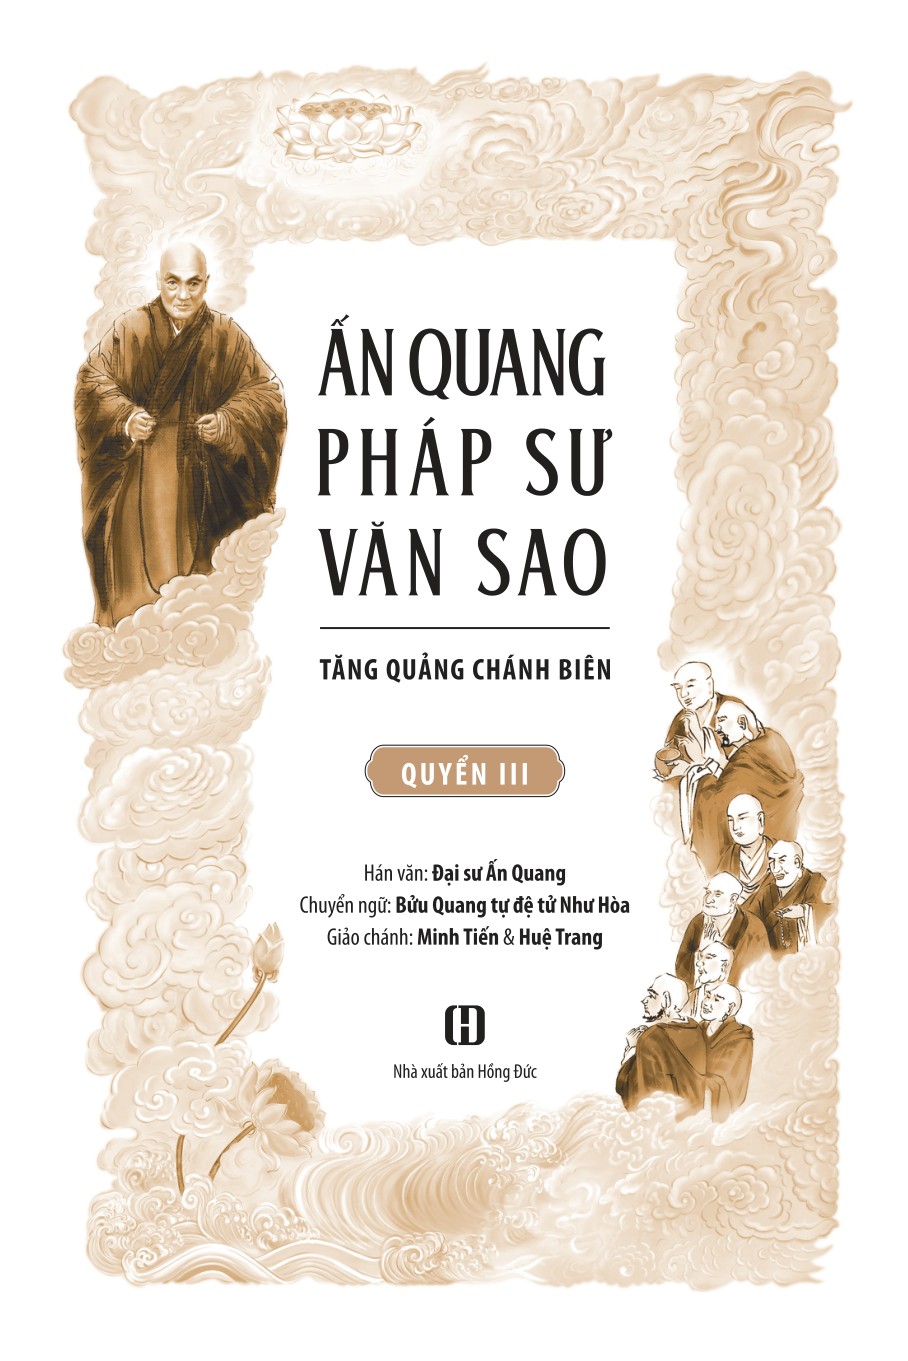 ẤN QUANG
PHÁP SƯ
VĂN SAO
TĂNG QUẢNG CHÁNH BIÊN
QUYỂN III
Hán văn: Đại sư Ấn Quang
Chuyển ngữ: Bửu Quang tự đệ tử Như Hòa
Giảo chánh: Minh Tiến & Huệ Trang
Nhà xuất bản Hồng Đức